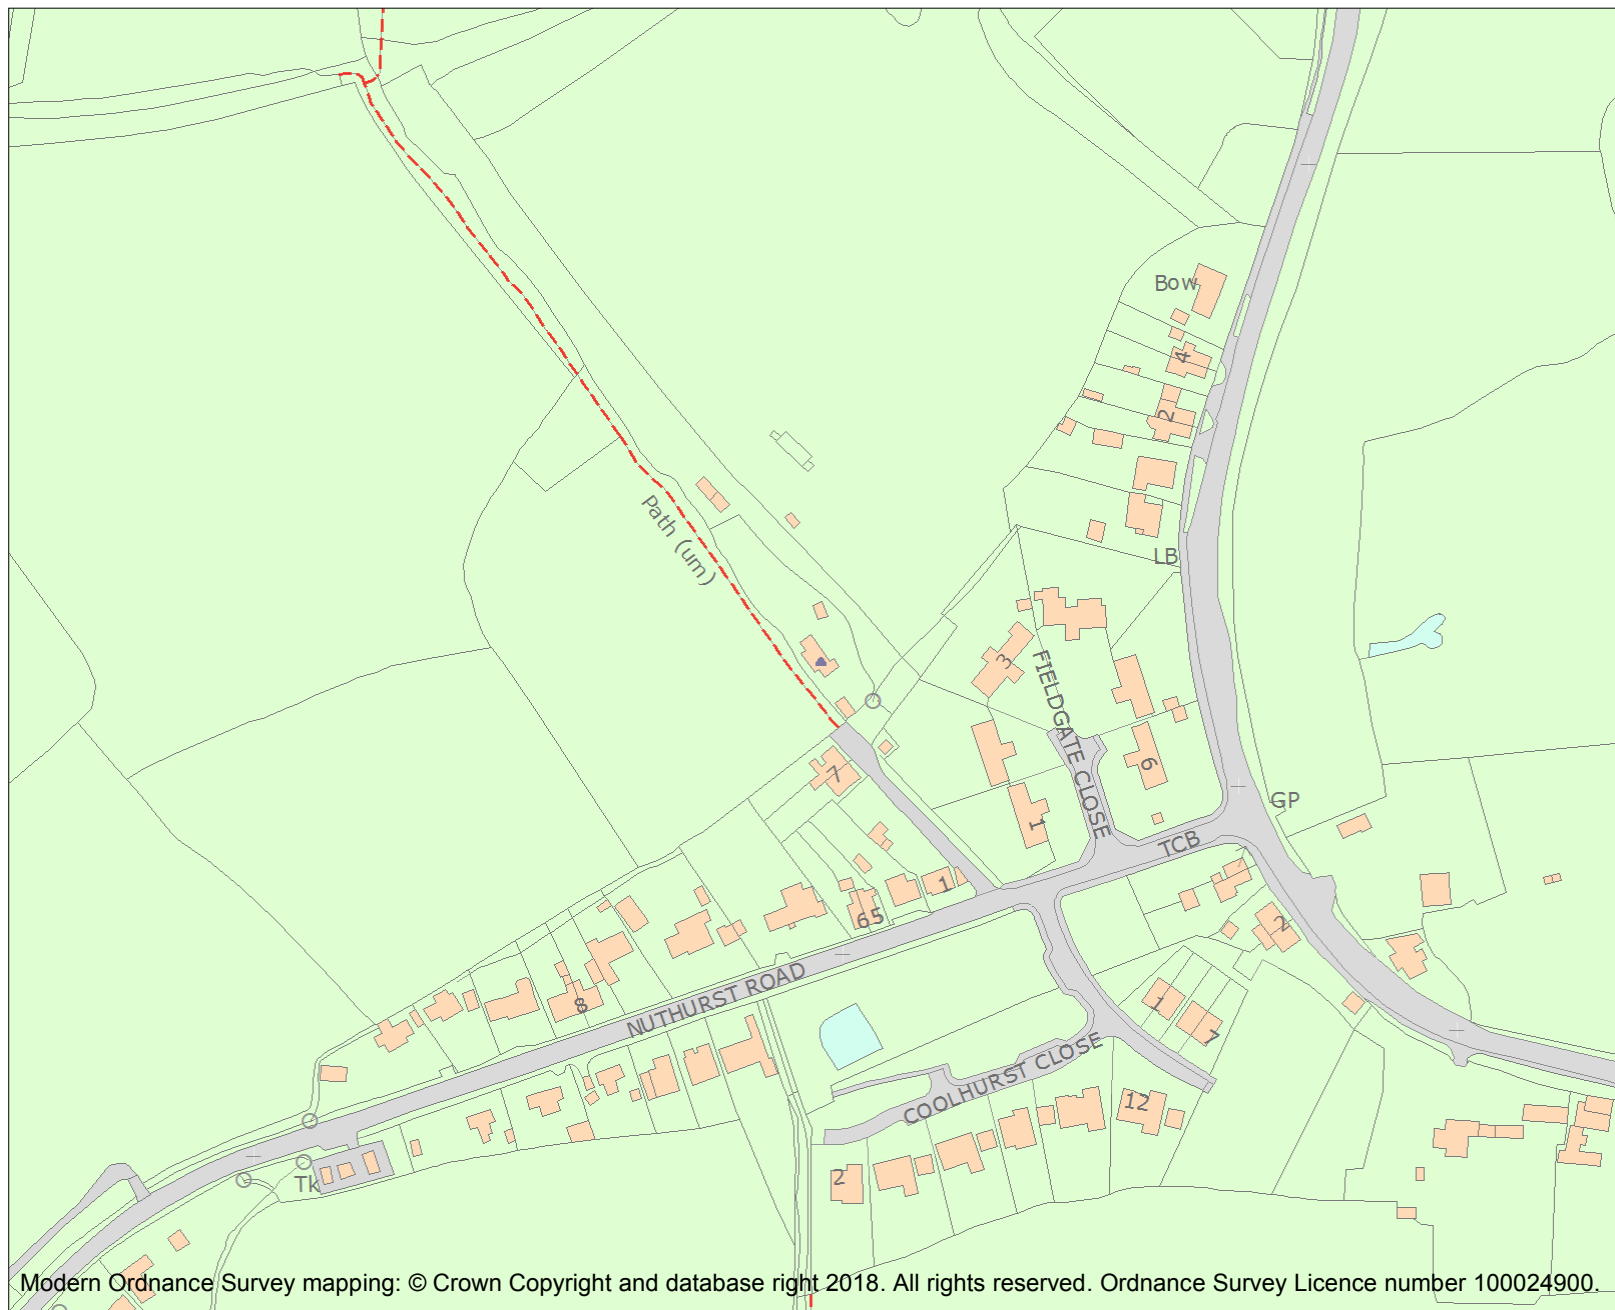 Bow
4
2
Path (um)
LB
3
FIELDGATE CLOSE
6
7
1
GP
TCB
1
65
2
8
NUTHURST ROAD
1
7
COOLHURST CLOSE
12
2
Tk
Modern Ordnance Survey mapping: © Crown Copyright and database right 2018. All rights reserved. Ordnance Survey Licence number 100024900.